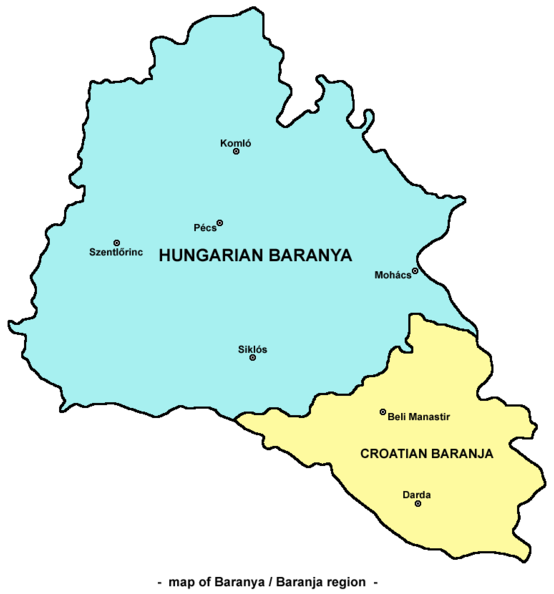 Komló
Pécs
Szentlőrinc
HUNGARIAN BARANYA
Mohács
Siklós
Beli Manastir
CROATIAN BARANJA
Darda
- map of Baranya / Baranja region -